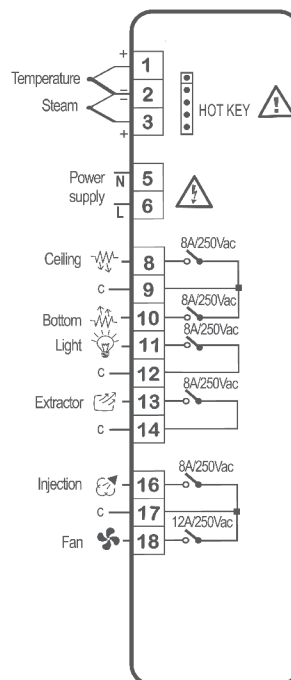 + 1
Temperature
– 2
Steam –
HOT KEY
+ 3
Power supply N 5
L 6
8A/250Vac
Ceiling 8
c 9
8A/250Vac
Bottom 10
8A/250Vac
Light 11
c 12
8A/250Vac
Extractor 13
c 14
8A/250Vac
Injection 16
c 17
12A/250Vac
Fan 18